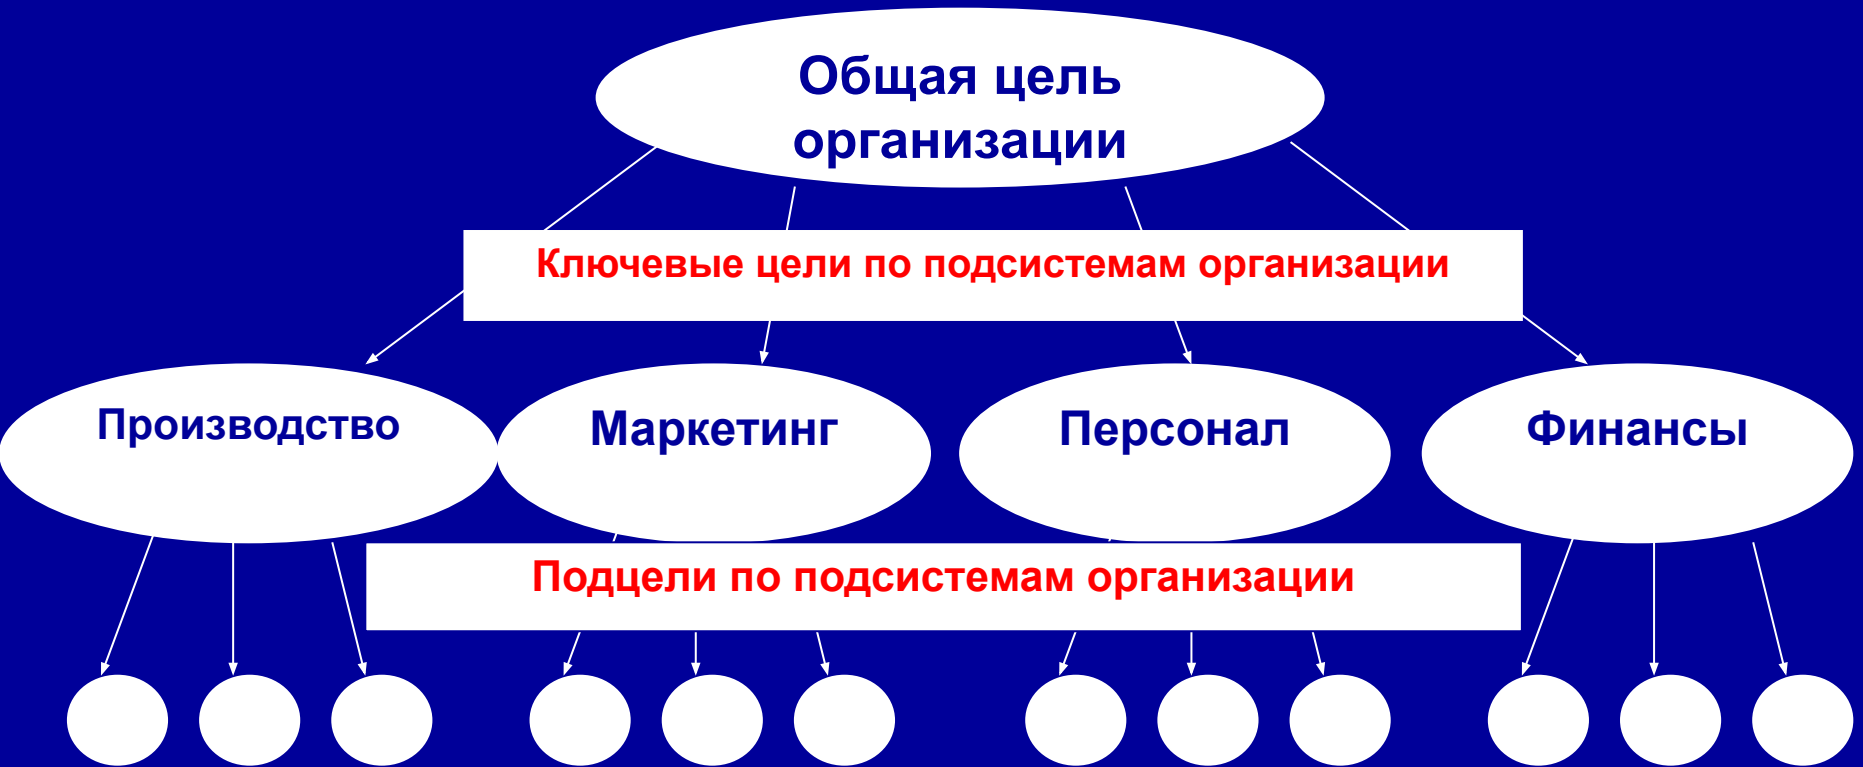 Общая цель
организации
Ключевые цели по подсистемам организации
Производство
Маркетинг
Персонал
Финансы
Подцели по подсистемам организации